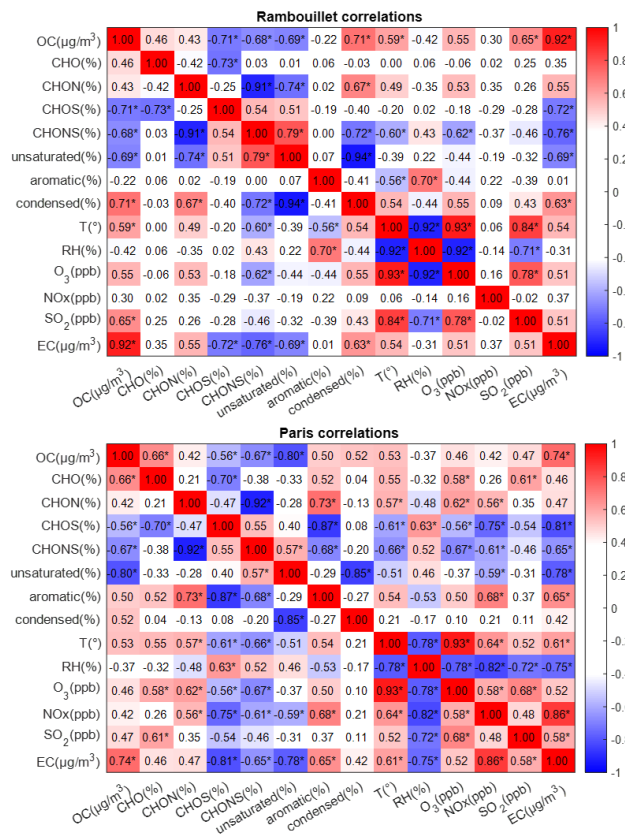 Rambouillet correlations
OC(µg/m³) 1.00 0.46 0.43 -0.71* -0.68* -0.69* -0.22 0.71* 0.59* -0.42 0.55 0.30 0.65* 0.92*
CHO(%) 0.46 1.00 -0.42 -0.73* 0.03 0.01 0.06 -0.03 0.00 0.06 -0.06 0.02 0.25 0.35
CHON(%) 0.43 -0.42 1.00 -0.25 -0.91* -0.74* 0.02 0.67* 0.49 -0.35 0.53 0.35 0.26 0.55
CHOS(%) -0.71* -0.73* -0.25 1.00 0.54 0.51 -0.19 -0.40 -0.20 0.02 -0.18 -0.29 -0.28 -0.72*
CHONS(%) -0.68* 0.03 -0.91* 0.54 1.00 0.79* 0.00 -0.72* -0.60* 0.43 -0.62* -0.37 -0.46 -0.76*
unsaturated(%) -0.69* 0.01 -0.74* 0.51 0.79* 1.00 0.07 -0.94* -0.39 0.22 -0.44 -0.19 -0.32 -0.69*
aromatic(%) -0.22 0.06 0.02 -0.19 0.00 0.07 1.00 -0.41 -0.56* 0.70* -0.44 0.22 -0.39 0.01
condensed(%) 0.71* -0.03 0.67* -0.40 -0.72* -0.94* -0.41 1.00 0.54 -0.44 0.55 0.09 0.43 0.63*
T(°) 0.59* 0.00 0.49 -0.20 -0.60* -0.39 -0.56* 0.54 1.00 -0.92* 0.93* 0.06 0.84* 0.54
RH(%) -0.42 0.06 -0.35 0.02 0.43 0.22 0.70* -0.44 -0.92* 1.00 -0.92* -0.14 -0.71* -0.31
O₃(ppb) 0.55 -0.06 0.53 -0.18 -0.62* -0.44 -0.44 0.55 0.93* -0.92* 1.00 0.16 0.78* 0.51
NOx(ppb) 0.30 0.02 0.35 -0.29 -0.37 -0.19 0.22 0.09 0.06 -0.14 0.16 1.00 -0.02 0.37
SO₂(ppb) 0.65* 0.25 0.26 -0.28 -0.46 -0.32 -0.39 0.43 0.84* -0.71* 0.78* -0.02 1.00 0.51
EC(µg/m³) 0.92* 0.35 0.55 -0.72* -0.76* -0.69* 0.01 0.63* 0.54 -0.31 0.51 0.37 0.51 1.00
OC(µg/m³) CHO(%) CHON(%) CHOS(%) CHONS(%) unsaturated(%) aromatic(%) condensed(%) T(°) RH(%) O₃(ppb) NOx(ppb) SO₂(ppb) EC(µg/m³)
1
0.8
0.6
0.4
0.2
0
-0.2
-0.4
-0.6
-0.8
-1
Paris correlations
OC(µg/m³) 1.00 0.66* 0.42 -0.56* -0.67* -0.80* 0.50 0.52 0.53 -0.37 0.46 0.42 0.47 0.74*
CHO(%) 0.66* 1.00 0.21 -0.70* -0.38 -0.33 0.52 0.04 0.55 -0.32 0.58* 0.26 0.61* 0.46
CHON(%) 0.42 0.21 1.00 -0.47 -0.92* -0.28 0.73* -0.13 0.57* -0.48 0.62* 0.56* 0.35 0.47
CHOS(%) -0.56* -0.70* -0.47 1.00 0.55 0.40 -0.87* 0.08 -0.61* 0.63* -0.56* -0.75* -0.54 -0.81*
CHONS(%) -0.67* -0.38 -0.92* 0.55 1.00 0.57* -0.68* -0.20 -0.66* 0.52 -0.67* -0.61* -0.46 -0.65*
unsaturated(%) -0.80* -0.33 -0.28 0.40 0.57* 1.00 -0.29 -0.85* -0.51 0.46 -0.37 -0.59* -0.31 -0.78*
aromatic(%) 0.50 0.52 0.73* -0.87* -0.68* -0.29 1.00 -0.27 0.54 -0.53 0.50 0.68* 0.37 0.65*
condensed(%) 0.52 0.04 -0.13 0.08 -0.20 -0.85* -0.27 1.00 0.21 -0.17 0.10 0.21 0.11 0.42
T(°) 0.53 0.55 0.57* -0.61* -0.66* -0.51 0.54 0.21 1.00 -0.78* 0.93* 0.64* 0.52 0.61*
RH(%) -0.37 -0.32 -0.48 0.63* 0.52 0.46 -0.53 -0.17 -0.78* 1.00 -0.78* -0.82* -0.72* -0.75*
O₃(ppb) 0.46 0.58* 0.62* -0.56* -0.67* -0.37 0.50 0.10 0.93* -0.78* 1.00 0.58* 0.68* 0.52
NOx(ppb) 0.42 0.26 0.56* -0.75* -0.61* -0.59* 0.68* 0.21 0.64* -0.82* 0.58* 1.00 0.48 0.86*
SO₂(ppb) 0.47 0.61* 0.35 -0.54 -0.46 -0.31 0.37 0.11 0.52 -0.72* 0.68* 0.48 1.00 0.58*
EC(µg/m³) 0.74* 0.46 0.47 -0.81* -0.65* -0.78* 0.65* 0.42 0.61* -0.75* 0.52 0.86* 0.58* 1.00
OC(µg/m³) CHO(%) CHON(%) CHOS(%) CHONS(%) unsaturated(%) aromatic(%) condensed(%) T(°) RH(%) O₃(ppb) NOx(ppb) SO₂(ppb) EC(µg/m³)
1
0.8
0.6
0.4
0.2
0
-0.2
-0.4
-0.6
-0.8
-1